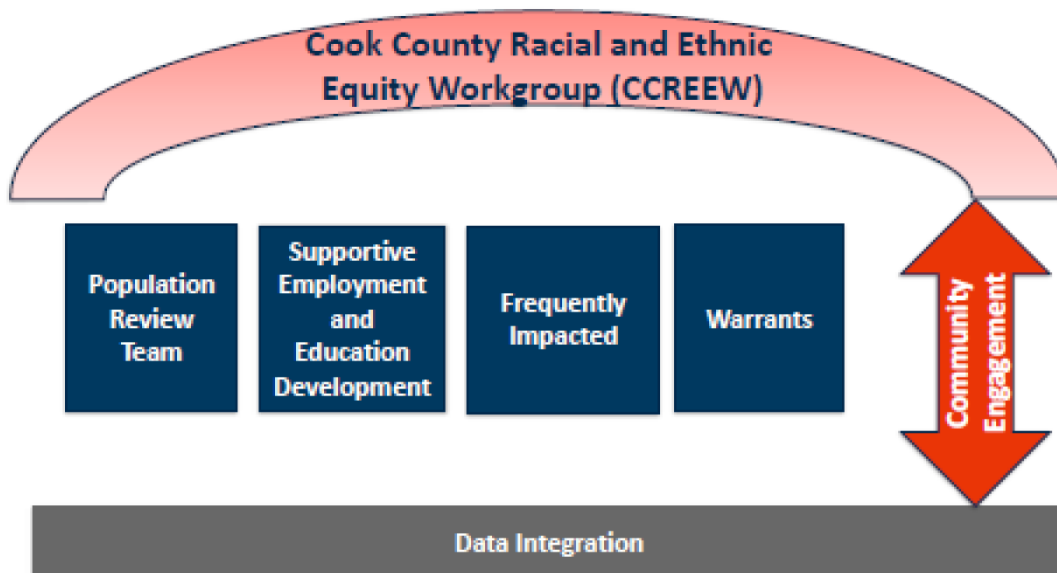 Cook County Racial and Ethnic
Equity Workgroup (CCREEW)
Population
Review
Team
Supportive
Employment
and
Education
Development
Frequently
Impacted
Warrants
Community
Engagement
Data Integration